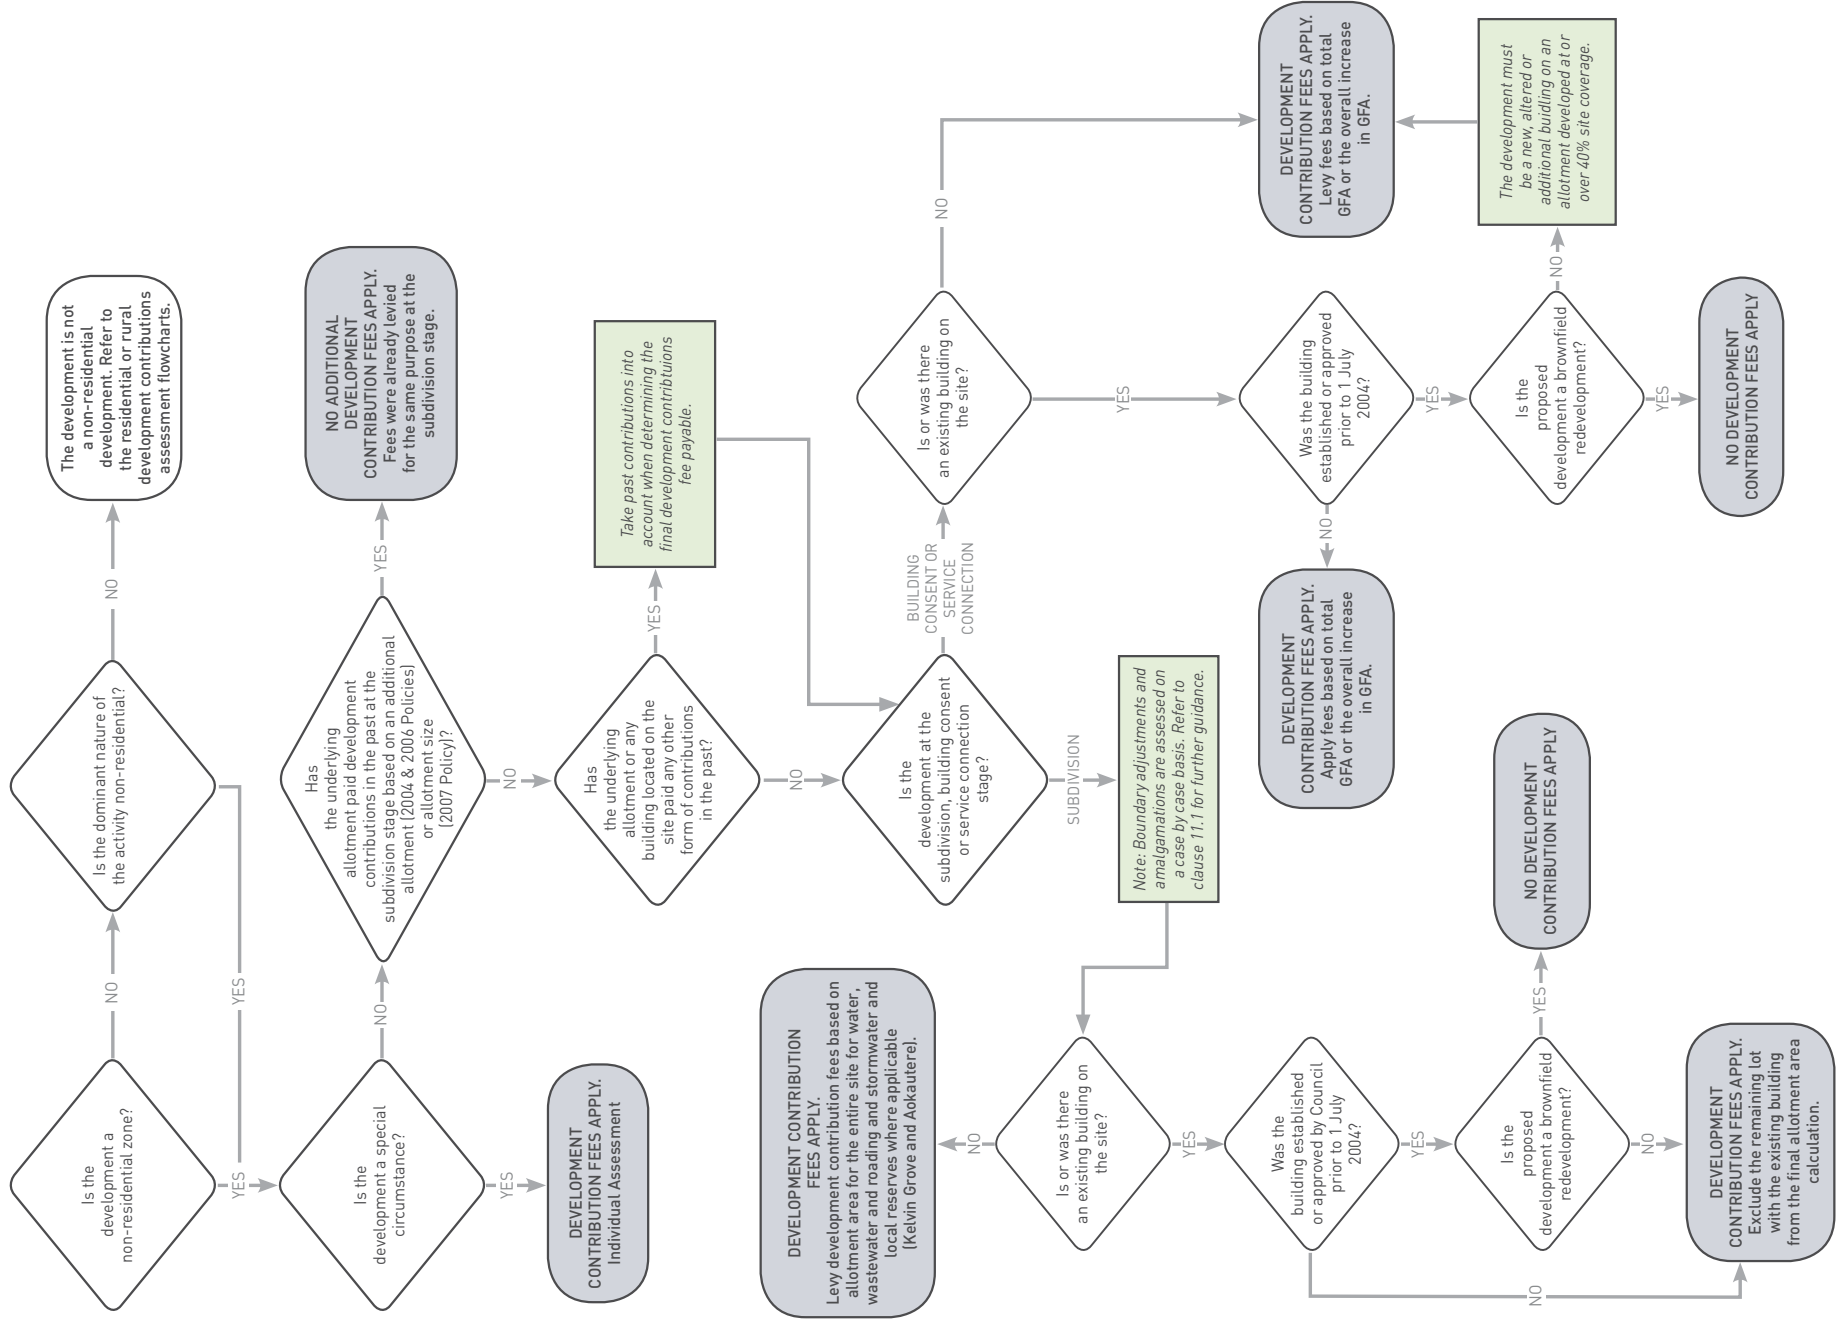 Is the
development a
non-residential zone?
NO
YES
Is the dominant nature of
the activity non-residential?
NO
YES
The development is not
a non-residential
development. Refer to
the residential or rural
development contributions
assessment flowcharts.
Is the
development a special
circumstance?
NO
YES
DEVELOPMENT
CONTRIBUTION FEES APPLY.
Individual Assessment
Has
the underlying
allotment paid development
contributions in the past at the
subdivision stage based on an additional
allotment (2004 & 2006 Policies)
or allotment size
(2007 Policy)?
YES
NO
NO ADDITIONAL
DEVELOPMENT
CONTRIBUTION FEES APPLY.
Fees were already levied
for the same purpose at the
subdivision stage.
Has
the underlying
allotment or any
building located on the
site paid any other
form of contributions
in the past?
YES
NO
Take past contributions into
account when determining the
final development contribtuions
fee payable.
Is the
development at the
subdivision, building consent
or service connection
stage?
BUILDING
CONSENT OR
SERVICE
CONNECTION
SUBDIVISION
Is or was there
an existing building on
the site?
NO
YES
DEVELOPMENT
CONTRIBUTION FEES APPLY.
Levy fees based on total
GFA or the overall increase
in GFA.
Was the building
established or approved
prior to 1 July
2004?
NO
YES
DEVELOPMENT
CONTRIBUTION FEES APPLY.
Apply fees based on total
GFA or the overall increase
in GFA.
Is the
proposed
development a brownfield
redevelopment?
NO
YES
The development must
be a new, altered or
additional buidling on an
allotment developed at or
over 40% site coverage.
NO DEVELOPMENT
CONTRIBUTION FEES APPLY
Note: Boundary adjustments and
amalgamations are assessed on
a case by case basis. Refer to
clause 11.1 for further guidance.
Is or was there
an existing building on
the site?
NO
YES
DEVELOPMENT CONTRIBUTION
FEES APPLY.
Levy development contribution fees based on
allotment area for the entire site for water,
wastewater and roading and stormwater and
local reserves where applicable
(Kelvin Grove and Aokautere).
Was the
building established
or approved by Council
prior to 1 July
2004?
YES
NO
Is the
proposed
development a brownfield
redevelopment?
YES
NO
NO DEVELOPMENT
CONTRIBUTION FEES APPLY
DEVELOPMENT
CONTRIBUTION FEES APPLY.
Exclude the remaining lot
with the existing building
from the final allotment area
calculation.